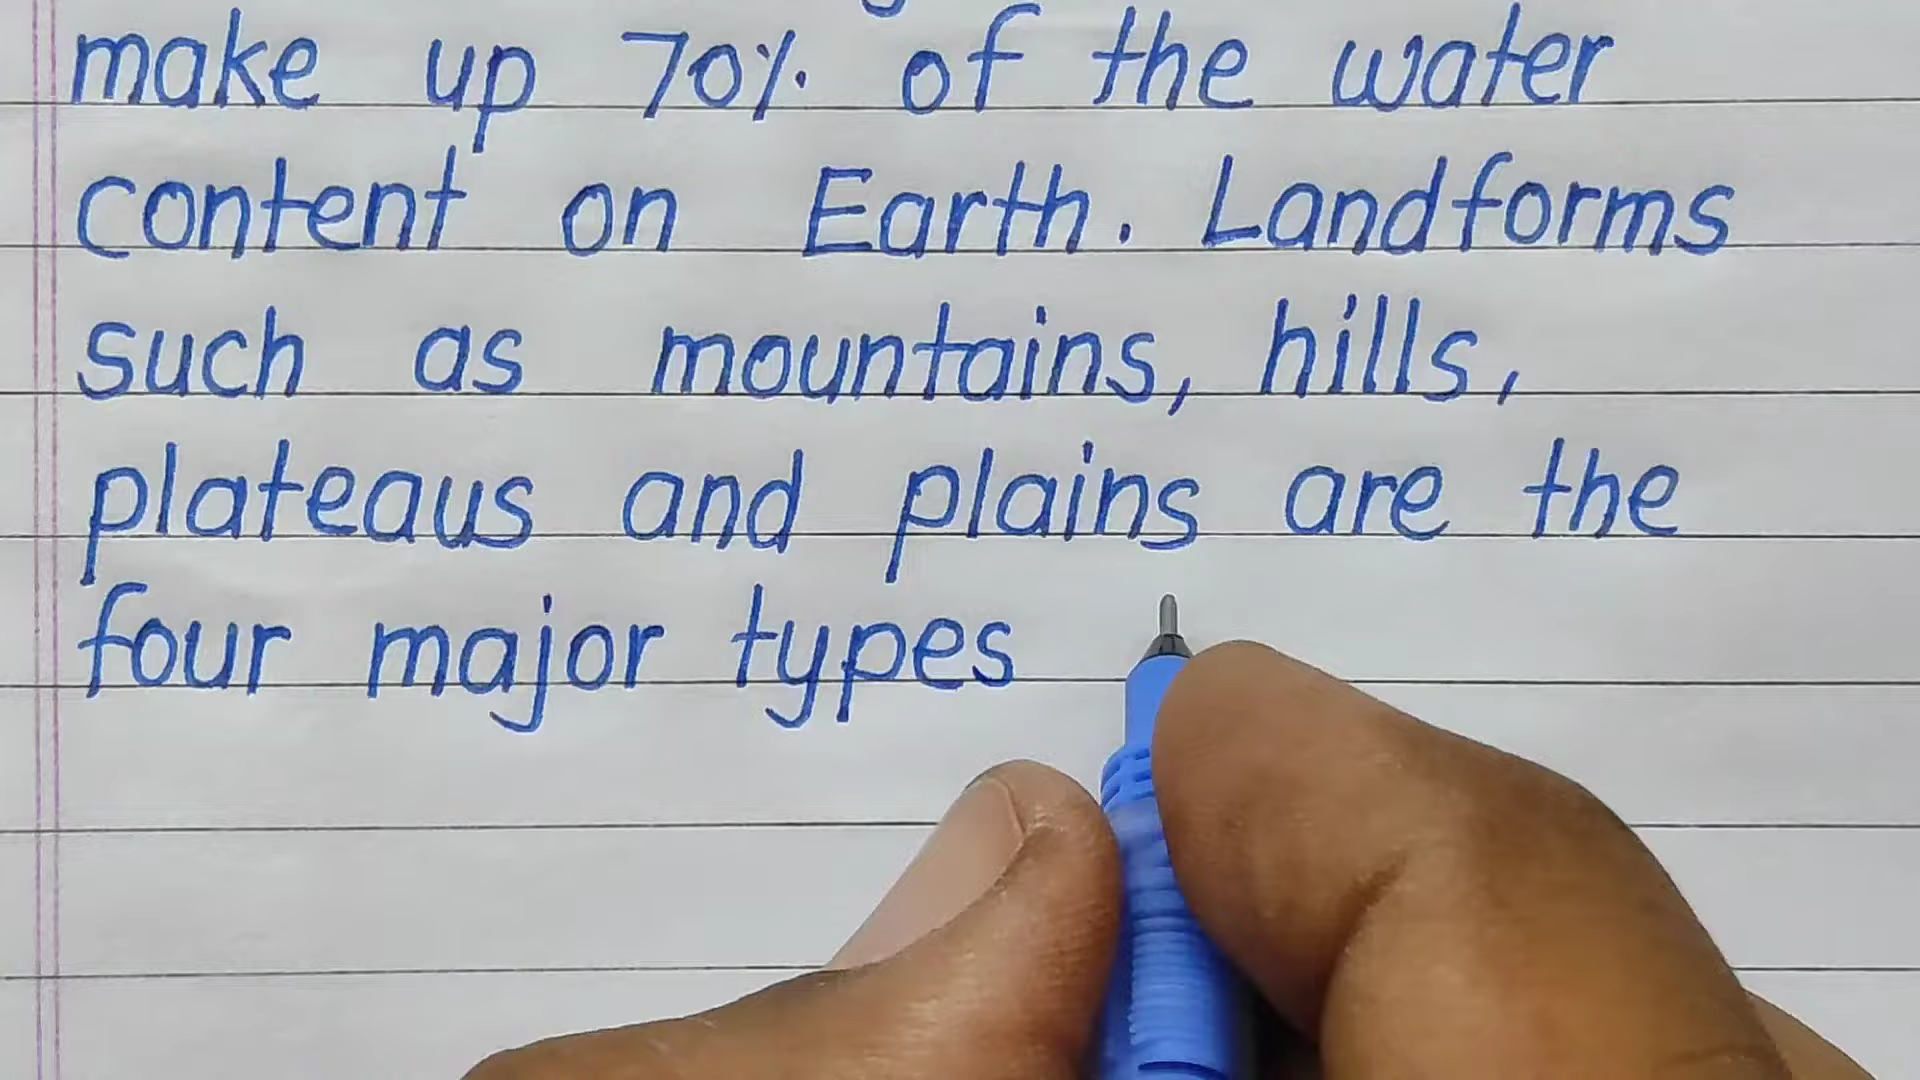 make up 70% of the water
content on Earth. Landforms
such as mountains, hills,
plateaus and plains are the
four major types